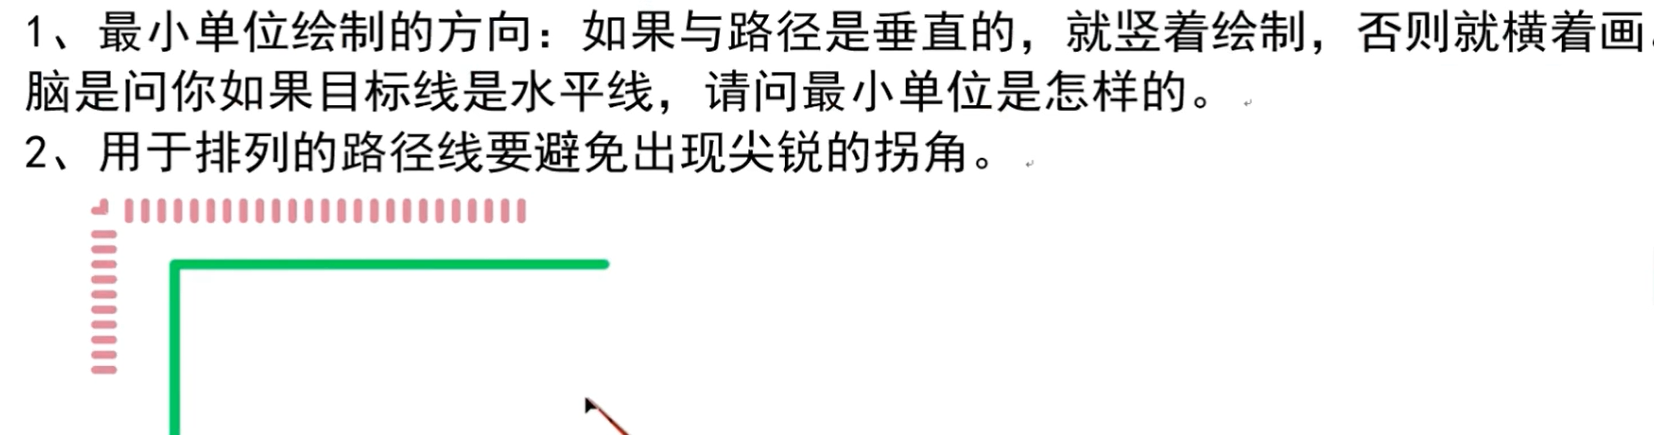 1、最小单位绘制的方向：如果与路径是垂直的，就竖着绘制，否则就横着画
脑是问你如果目标线是水平线，请问最小单位是怎样的。
2、用于排列的路径线要避免出现尖锐的拐角。